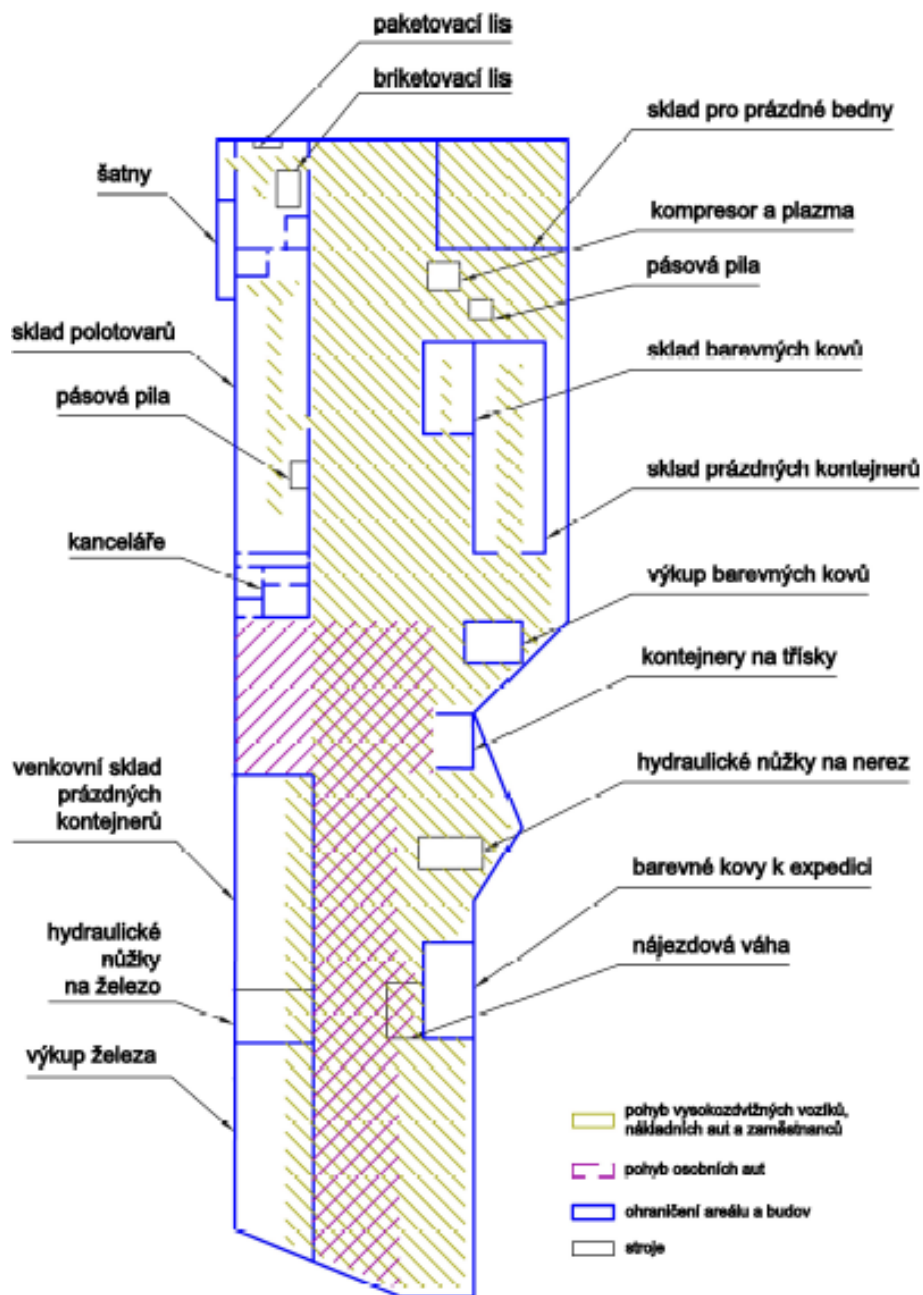 paketovací lis
briketovací lis
sklad pro prázdné bedny
šatny
kompresor a plazma
pásová pila
sklad polotovarů
sklad barevných kovů
pásová pila
sklad prázdných kontejnerů
kanceláře
výkup barevných kovů
kontejnery na třísky
venkovní sklad
prázdných
kontejnerů
hydraulické nůžky na nerez
barevné kovy k expedici
hydraulické
nůžky
na železo
nájezdová váha
výkup železa
pohyb vysokozdvižných vozíků,
nákladních aut a zaměstnanců
pohyb osobních aut
ohraničení areálu a budov
stroje